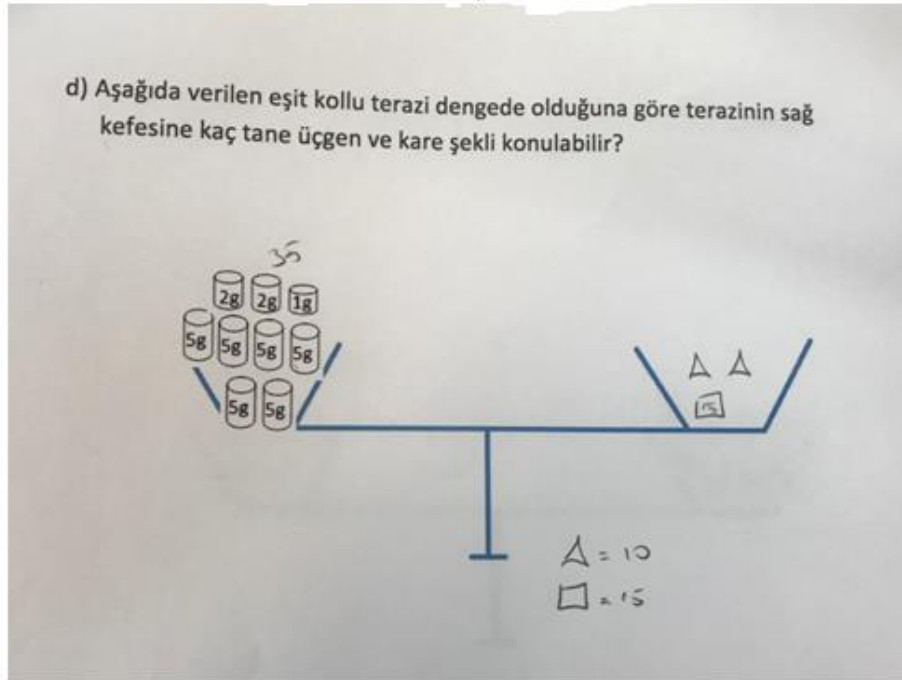 d) Aşağıda verilen eşit kollu terazi dengede olduğuna göre terazinin sağ
kefesine kaç tane üçgen ve kare şekli konulabilir?
35
2g 2g 1g
5g 5g 5g 5g
5g 5g
15
= 10
= 15